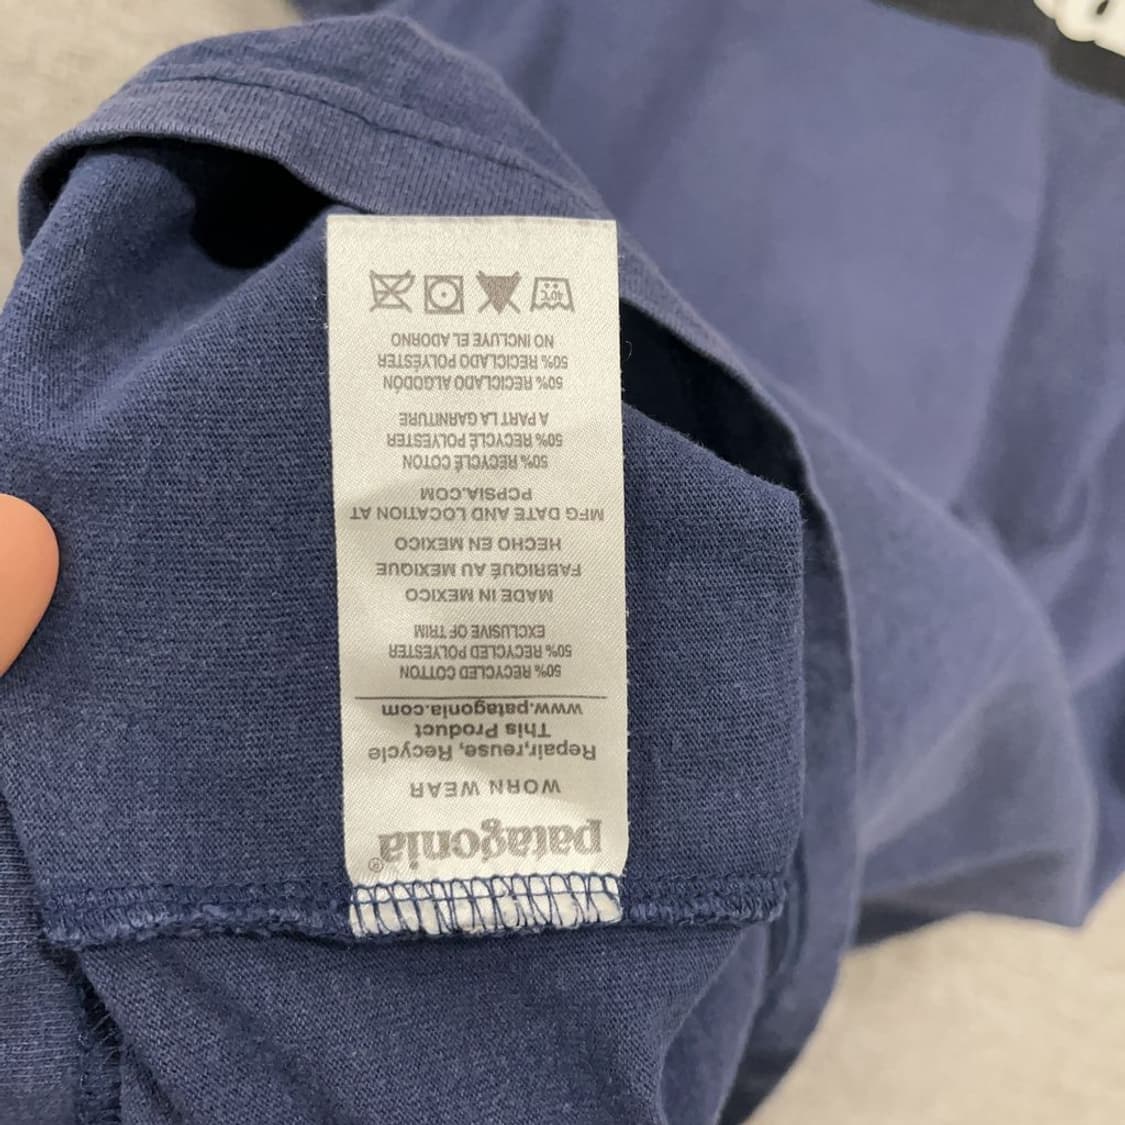 patagonia®
WORN WEAR
Repair,reuse, Recycle
This Product
www.patagonia.com
50% RECYCLED COTTON
50% RECYCLED POLYESTER
EXCLUSIVE OF TRIM
MADE IN MEXICO
FABRIQUÉ AU MEXIQUE
HECHO EN MEXICO
MFG DATE AND LOCATION AT
PCPSIA.COM
50% RECYCLÉ COTON
50% RECYCLÉ POLYESTER
A PART LA GARNITURE
50% RECICLADO ALGODÓN
50% RECICLADO POLYÉSTER
NO INCLUYE EL ADORNO
40°C